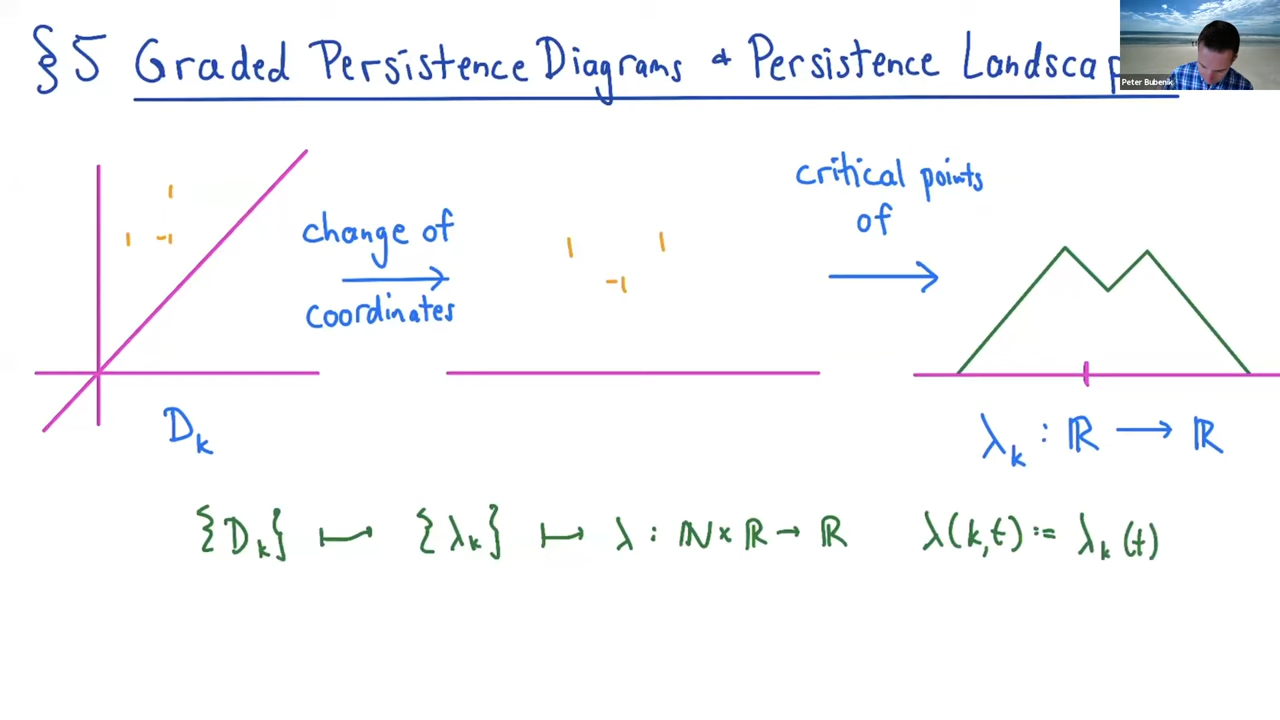 §5 Graded Persistence Diagrams & Persistence Landscap
Peter Bubenik
1
1 -1
change of
coordinates
1 1
-1
critical points
of
D_k
λ_k : ℝ → ℝ
{D_k} ↦ {λ_k} ↦ λ : ℕ × ℝ → ℝ λ(k,t) := λ_k(t)